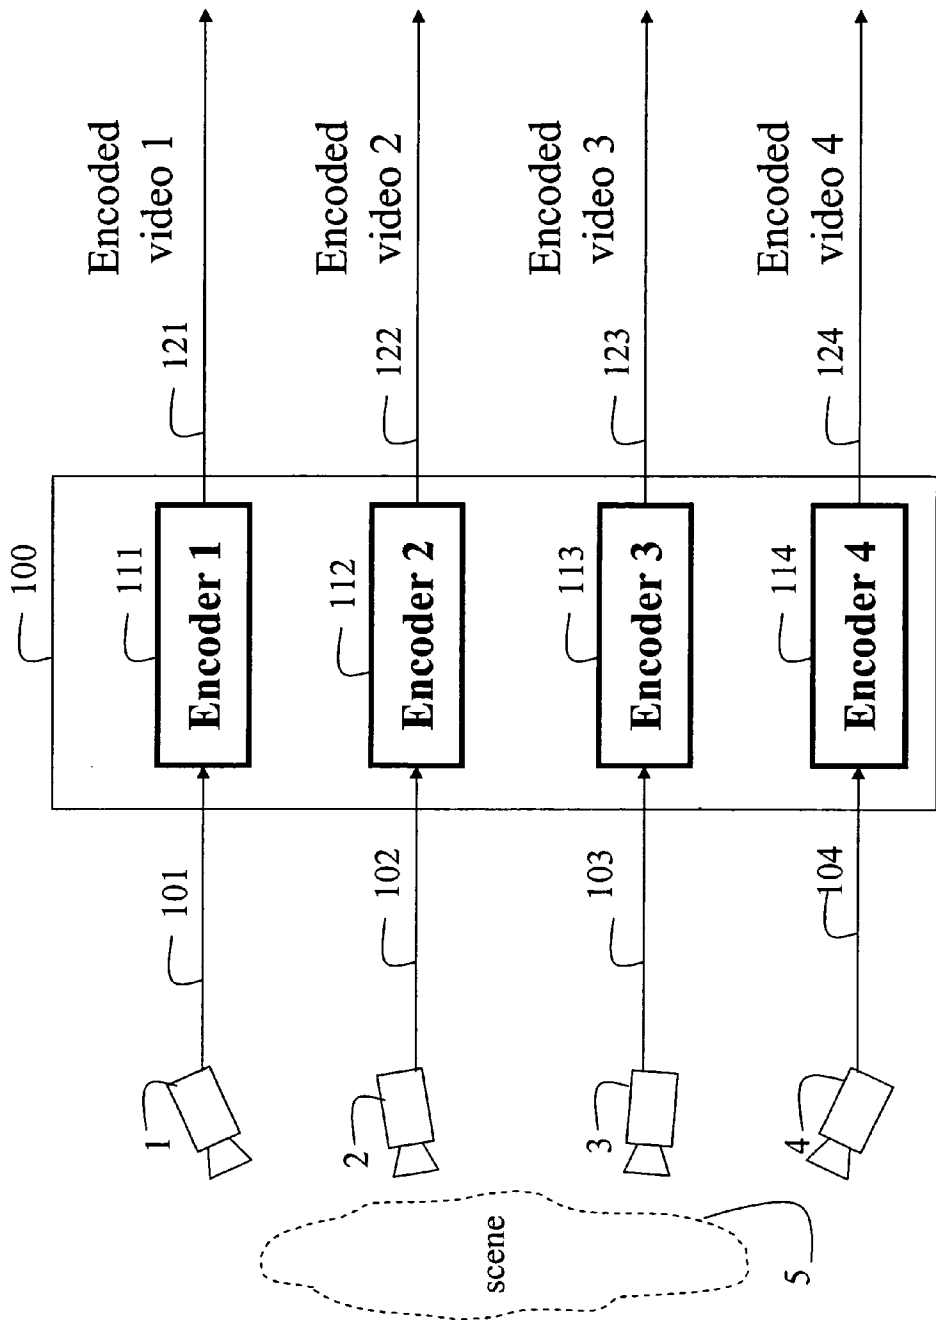 100
1
101
111
Encoder 1
121
Encoded
video 1
2
102
112
Encoder 2
122
Encoded
video 2
scene
3
103
113
Encoder 3
123
Encoded
video 3
5
4
104
114
Encoder 4
124
Encoded
video 4